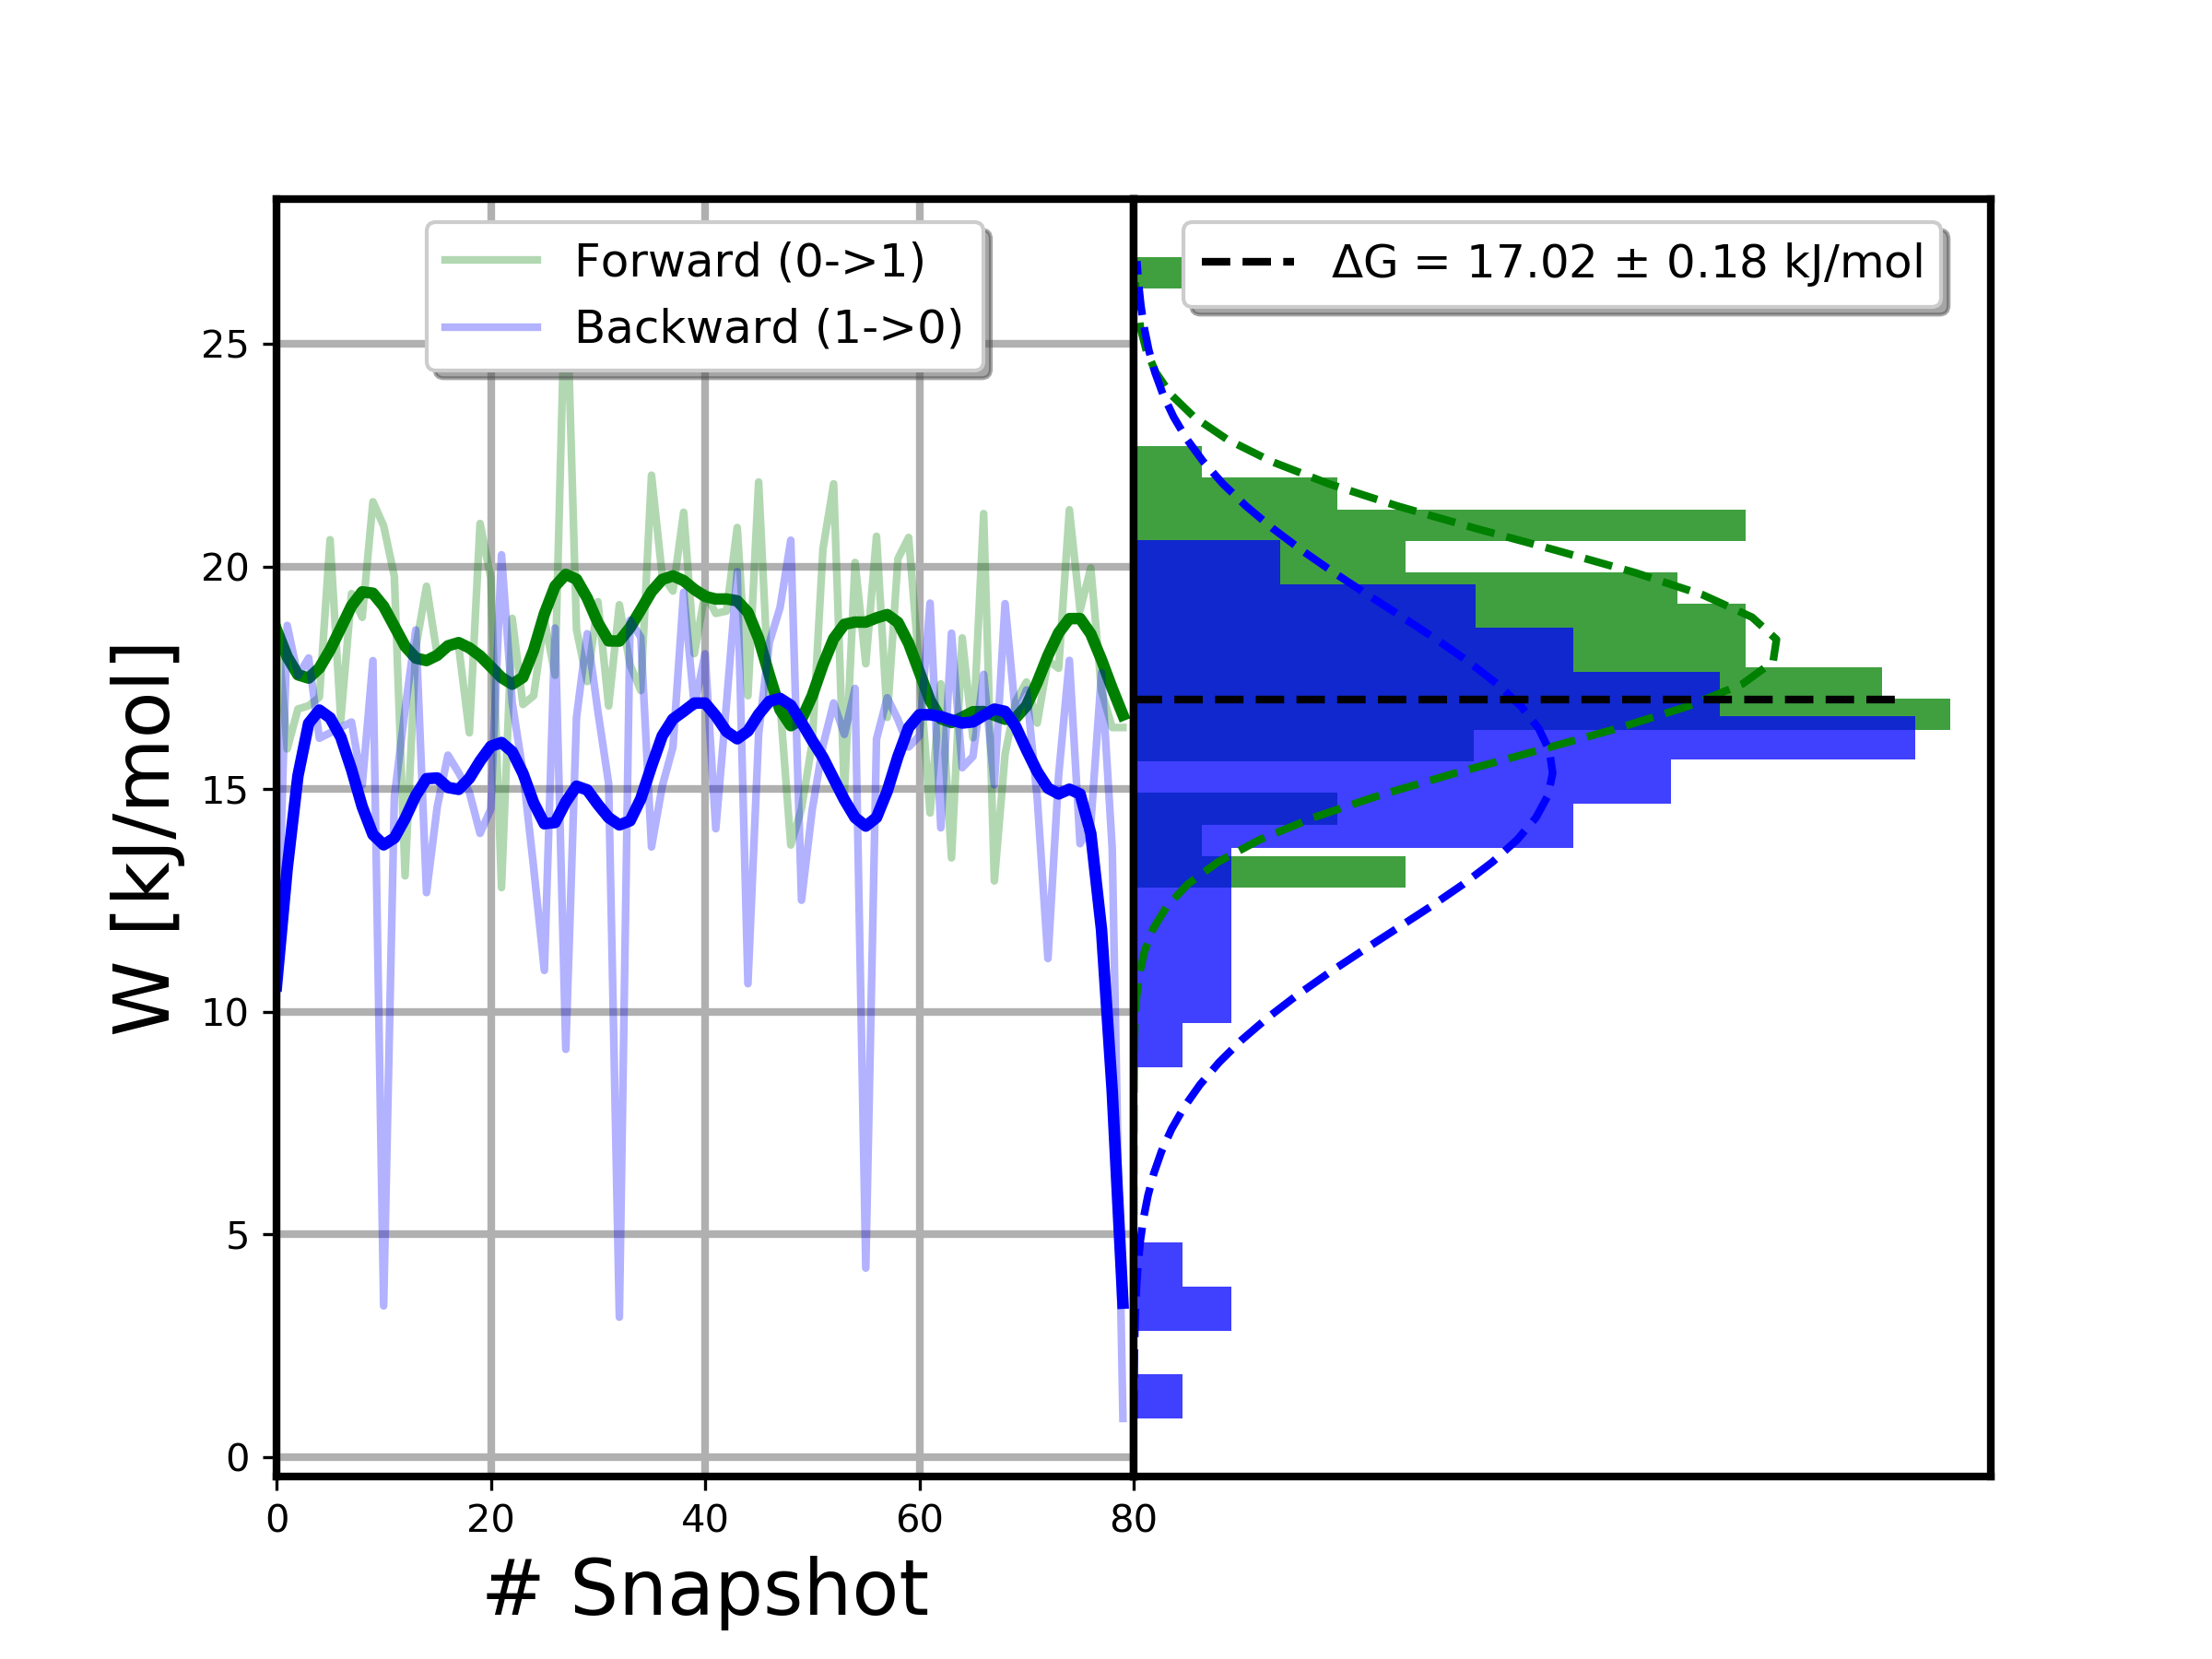 Forward (0->1)
Backward (1->0)
ΔG = 17.02 ± 0.18 kJ/mol
25
20
15
10
5
0
W [kJ/mol]
0 20 40 60 80
# Snapshot